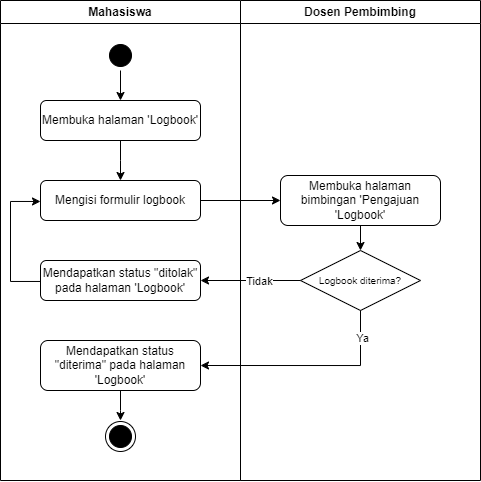 Mahasiswa
Dosen Pembimbing
Membuka halaman 'Logbook'
Mengisi formulir logbook
Membuka halaman
bimbingan 'Pengajuan
'Logbook'
Mendapatkan status "ditolak"
pada halaman 'Logbook'
Tidak
Logbook diterima?
Ya
Mendapatkan status
"diterima" pada halaman
'Logbook'